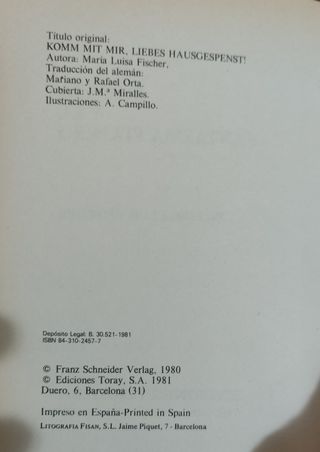 Título original:
KOMM MIT MIR, LIEBES HAUSGESPENST!
Autora: María Luisa Fischer.
Traducción del alemán:
Mariano y Rafael Orta.
Cubierta: J.M.ª Miralles.
Ilustraciones: A. Campillo.
Depósito Legal: B. 30.521-1981
ISBN 84-310-2457-7
© Franz Schneider Verlag, 1980
© Ediciones Toray, S.A. 1981
Duero, 6, Barcelona (31)
Impreso en España-Printed in Spain
LITOGRAFIA FISAN, S.L. Jaime Piquet, 7 - Barcelona